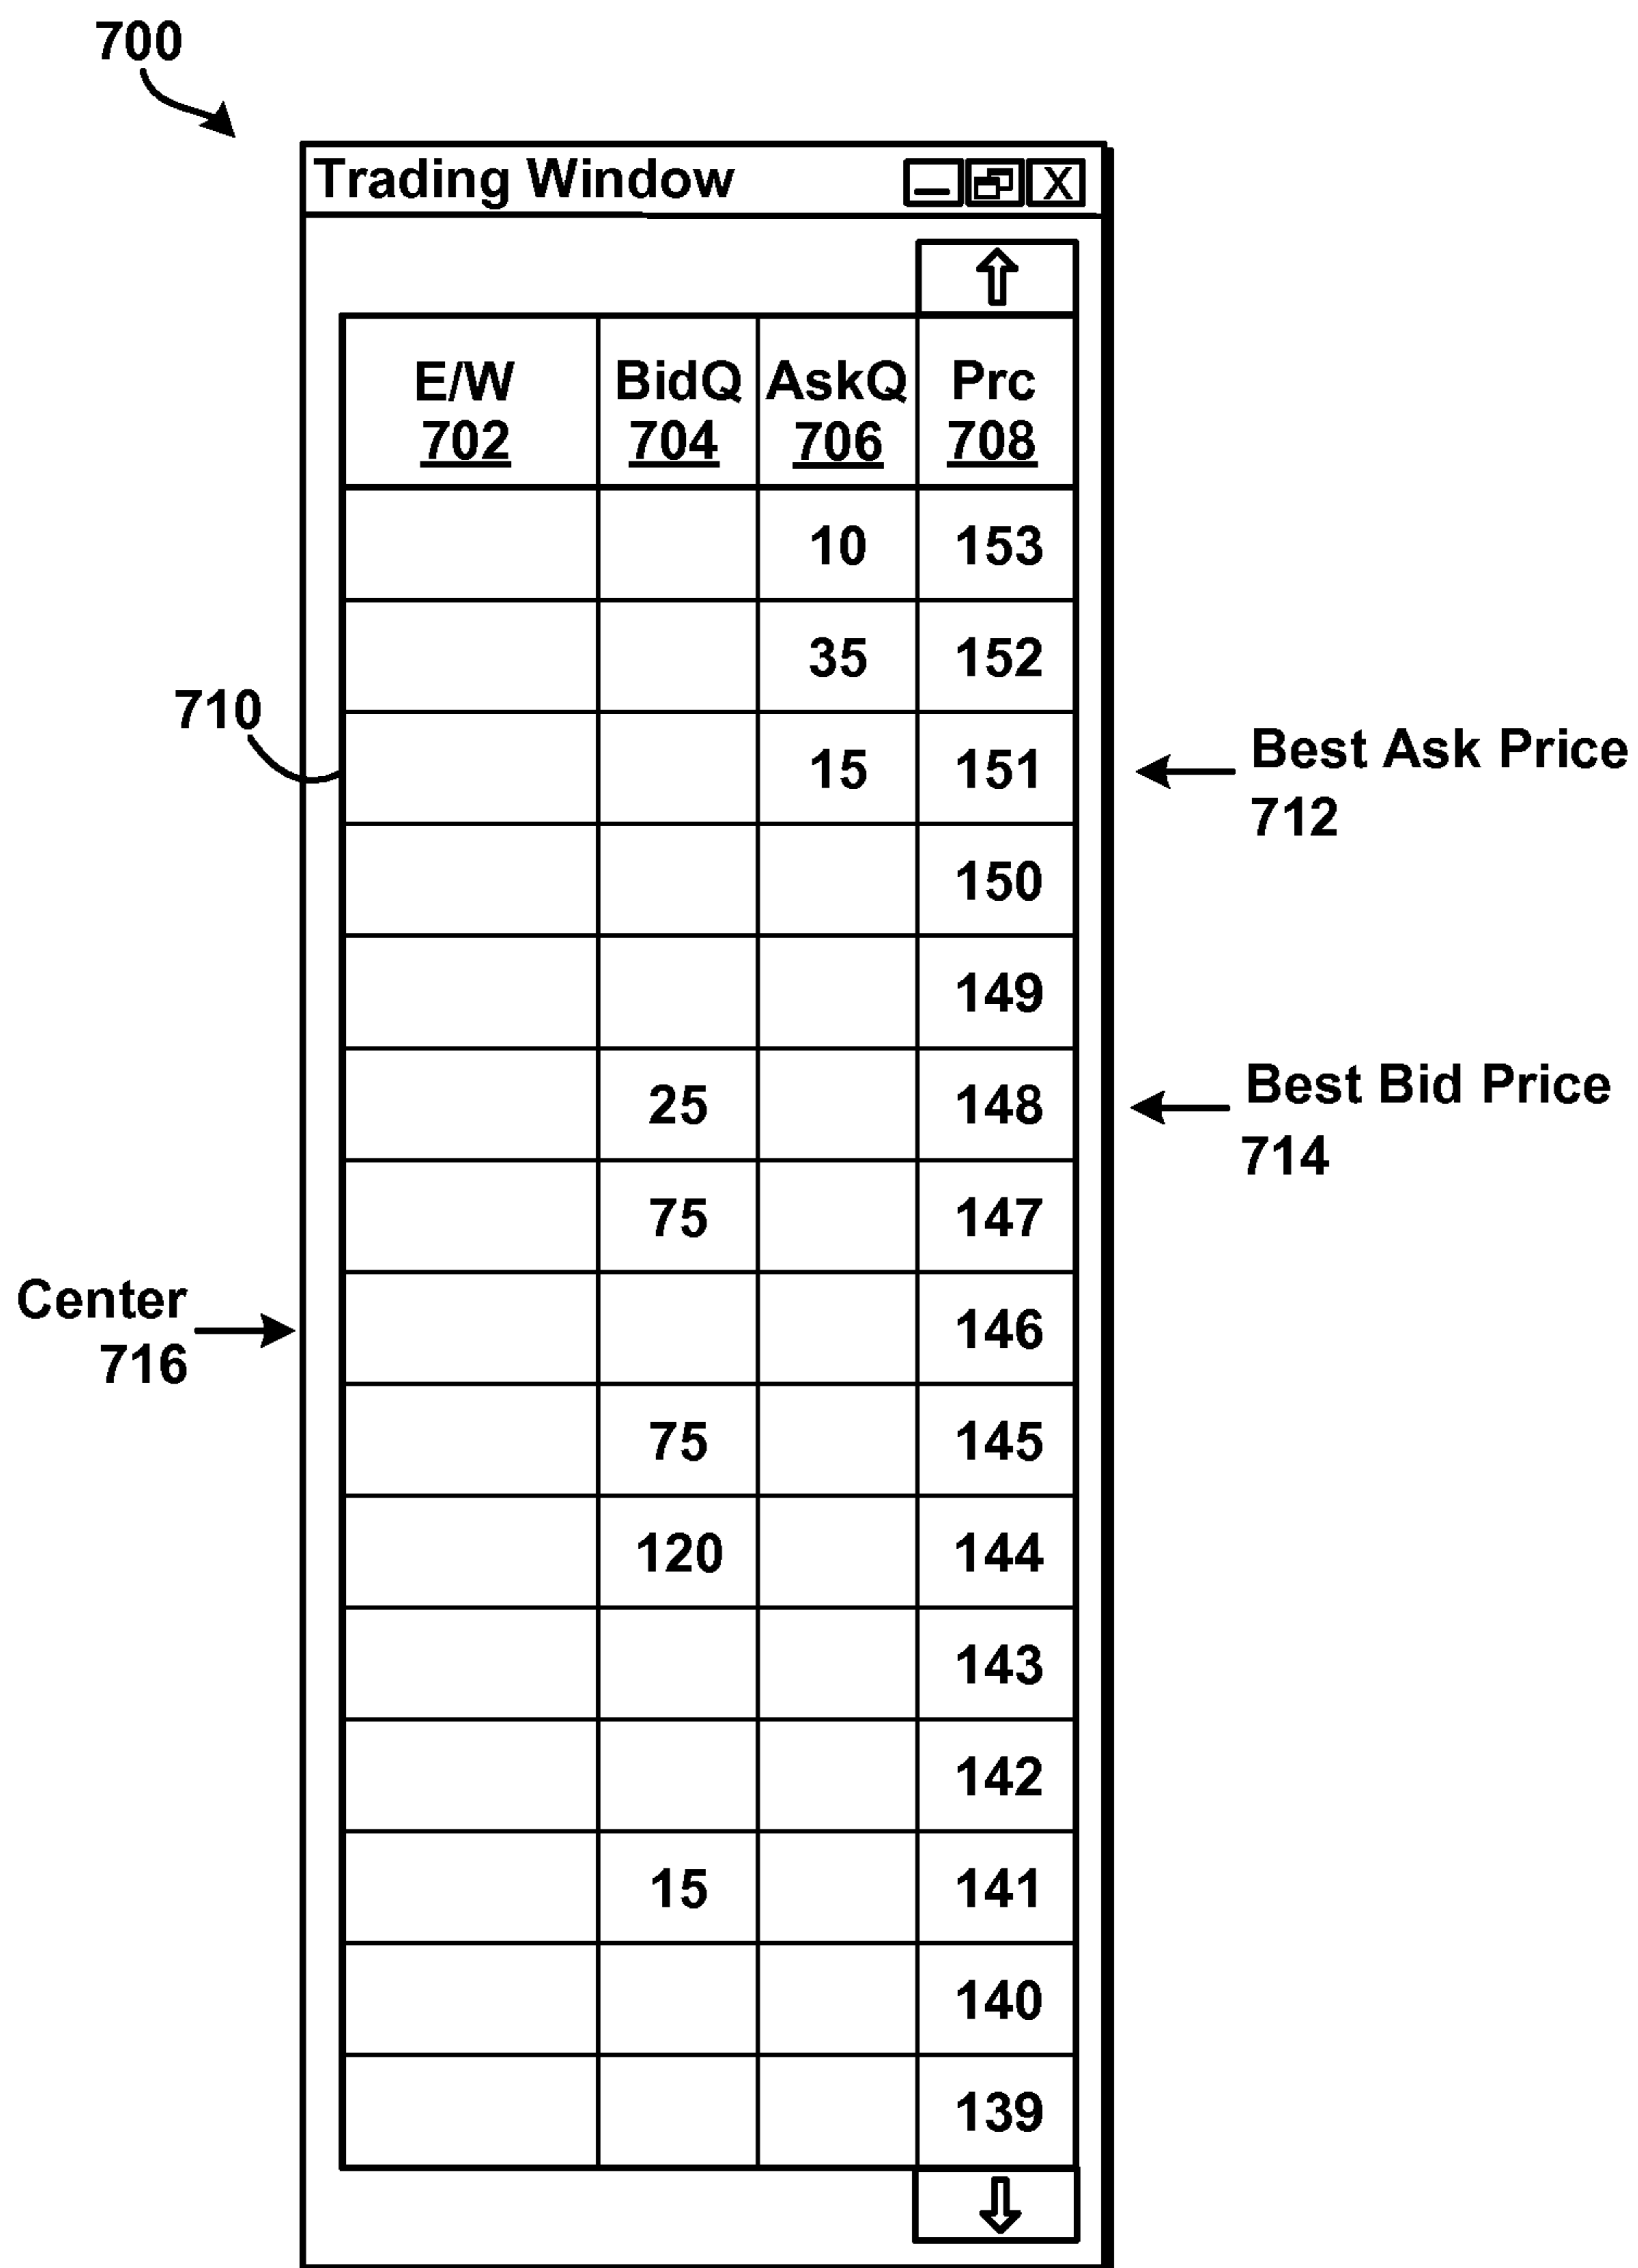 700
Trading Window
X
E/W BidQ AskQ Prc
702 704 706 708
10 153
35 152
710
15 151
Best Ask Price
712
150
149
25 148
Best Bid Price
714
75 147
Center
716
146
75 145
120 144
143
142
15 141
140
139